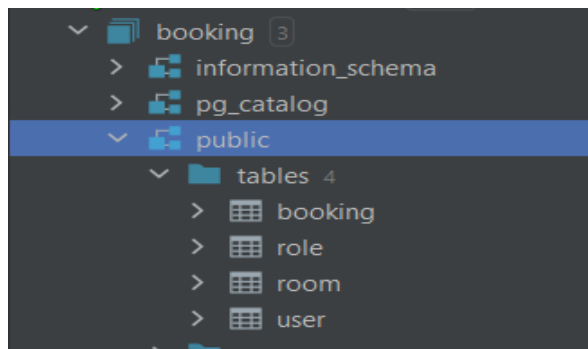 booking 3
information_schema
pg_catalog
public
tables 4
booking
role
room
user